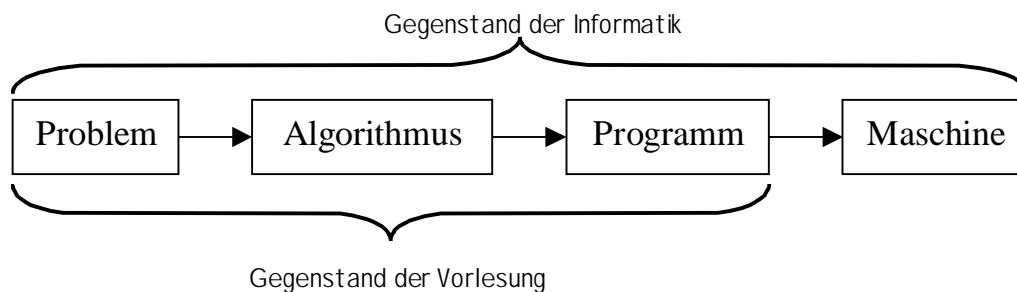 Gegenstand der Informatik
Problem Algorithmus Programm Maschine
Gegenstand der Vorlesung